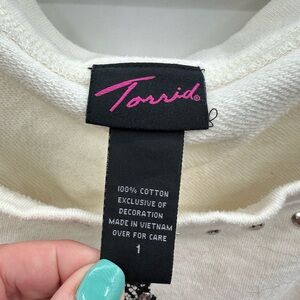 Torrid®
100% COTTON
EXCLUSIVE OF
DECORATION
MADE IN VIETNAM
OVER FOR CARE
1